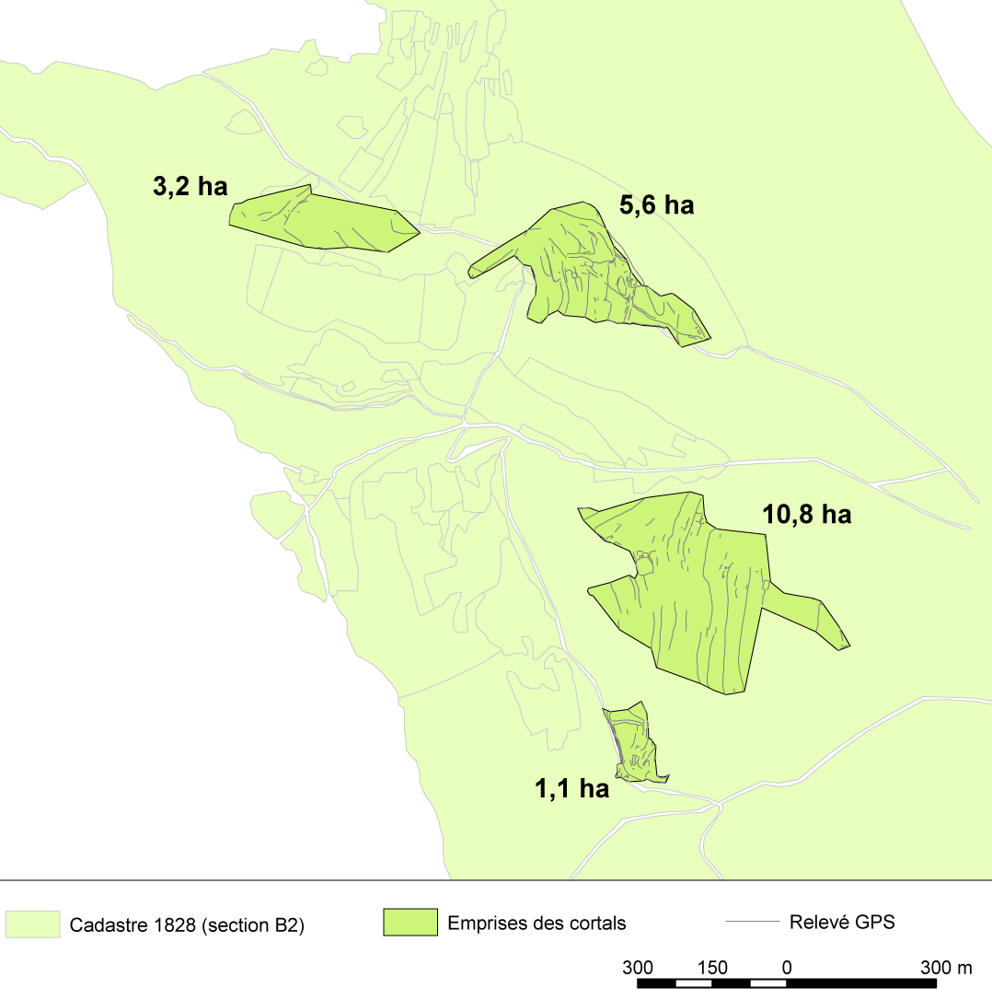 3,2 ha
5,6 ha
10,8 ha
1,1 ha
Cadastre 1828 (section B2)
Emprises des cortals
Relevé GPS
300 150 0 300 m